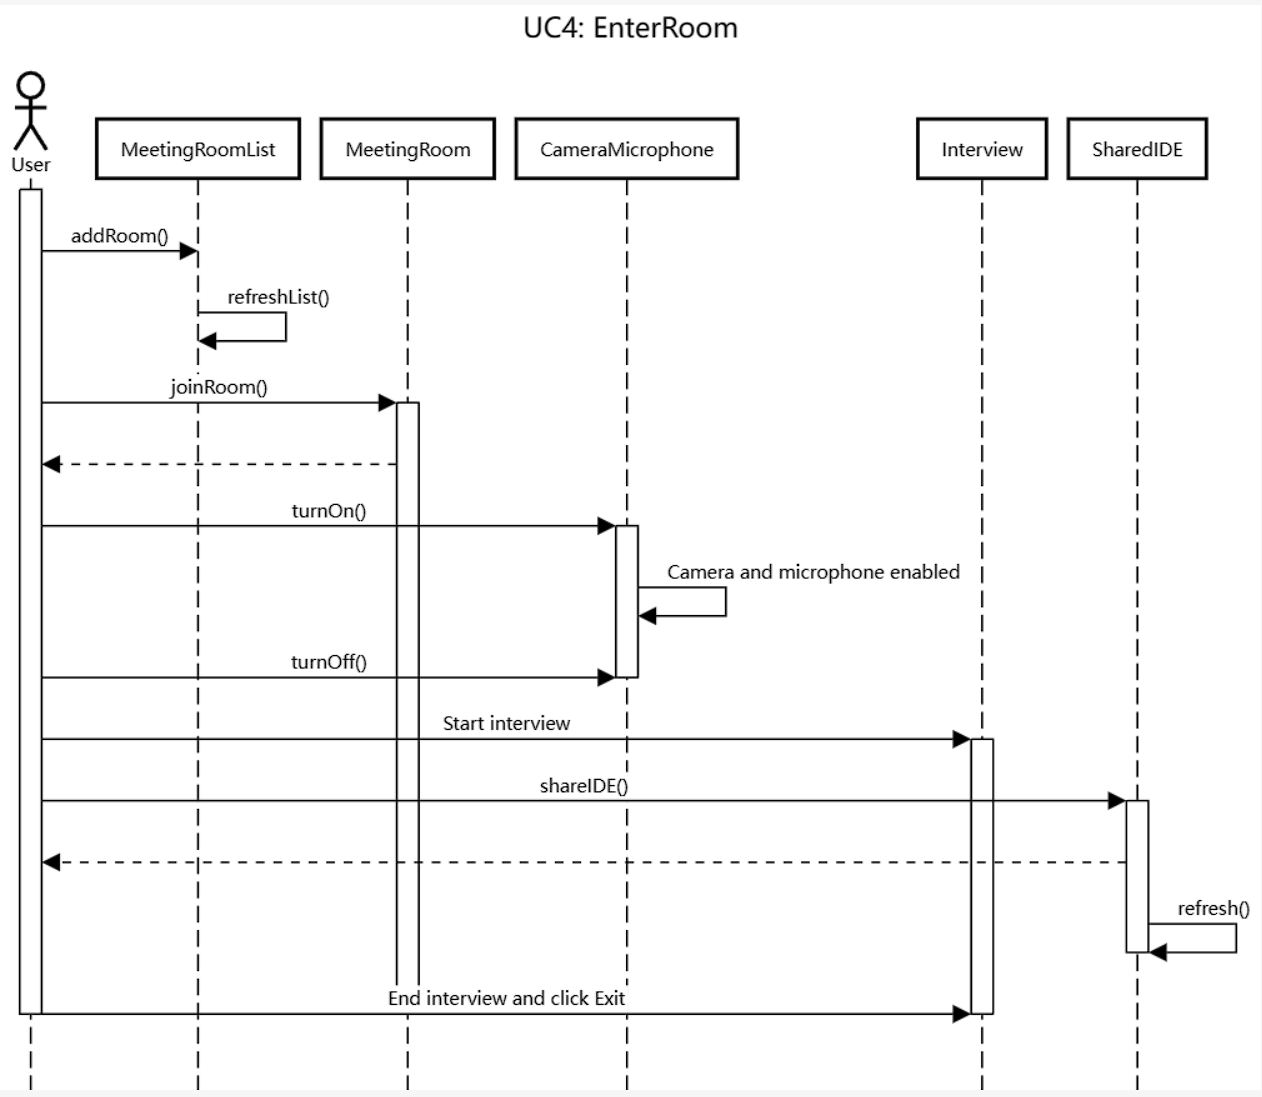 UC4: EnterRoom
User
MeetingRoomList
MeetingRoom
CameraMicrophone
Interview
SharedIDE
addRoom()
refreshList()
joinRoom()
turnOn()
Camera and microphone enabled
turnOff()
Start interview
shareIDE()
refresh()
End interview and click Exit